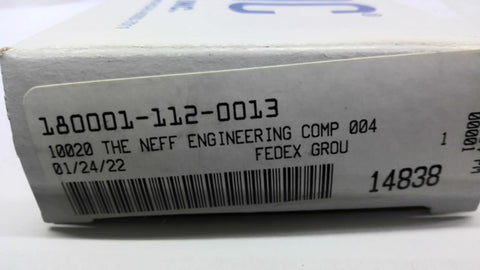 180001-112-0013
10020 THE NEFF ENGINEERING COMP 004
01/24/22 FEDEX GROU 1
14838